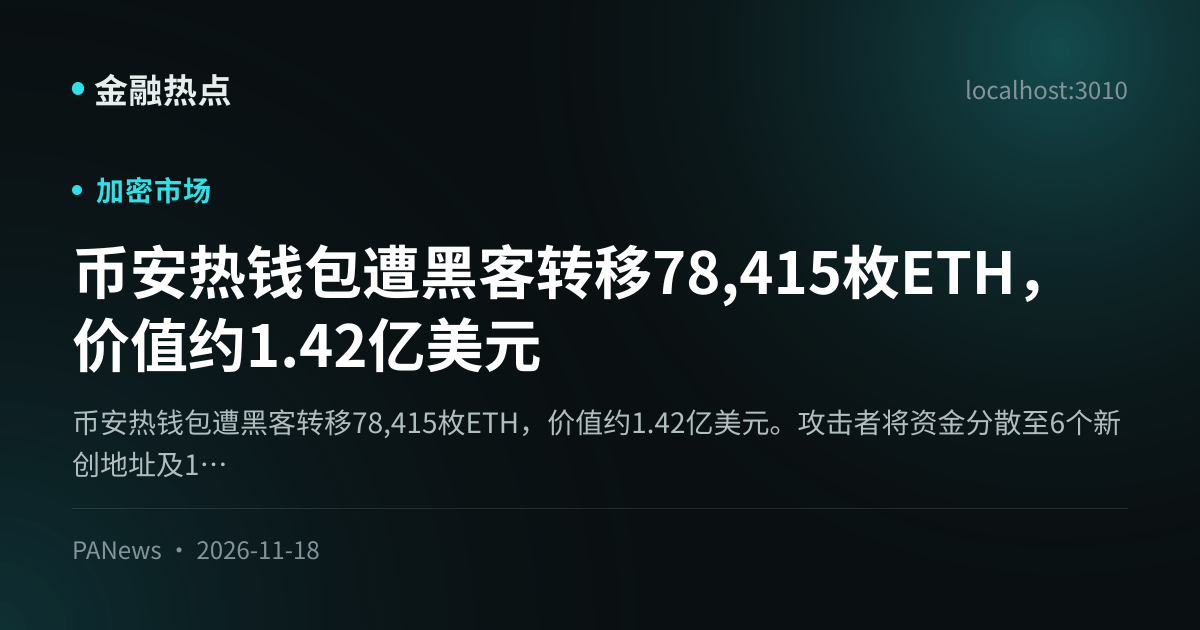 金融热点
localhost:3010
加密市场
币安热钱包遭黑客转移78,415枚ETH，
价值约1.42亿美元
币安热钱包遭黑客转移78,415枚ETH，价值约1.42亿美元。攻击者将资金分散至6个新
创地址及1…
PANews • 2026-11-18